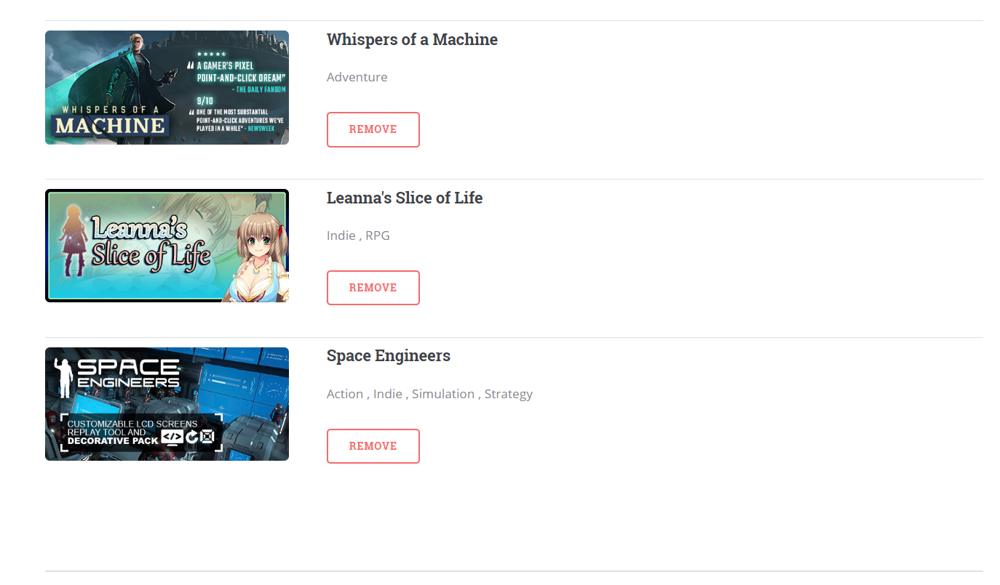 Whispers of a Machine
★★★★⯪
“ A GAMER'S PIXEL
POINT-AND-CLICK DREAM”
- THE DAILY FANDOM
9/10
“ ONE OF THE MOST SUBSTANTIAL
POINT-AND-CLICK ADVENTURES WE'VE
PLAYED IN A WHILE" - NEWSWEEK
WHISPERS OF A
MACHINE
Adventure
REMOVE
Leanna's Slice of Life
Leanna's
Slice of Life
Indie , RPG
REMOVE
Space Engineers
SPACE
ENGINEERS
CUSTOMIZABLE LCD SCREENS
REPLAY TOOL AND
DECORATIVE PACK </>
Action , Indie , Simulation , Strategy
REMOVE